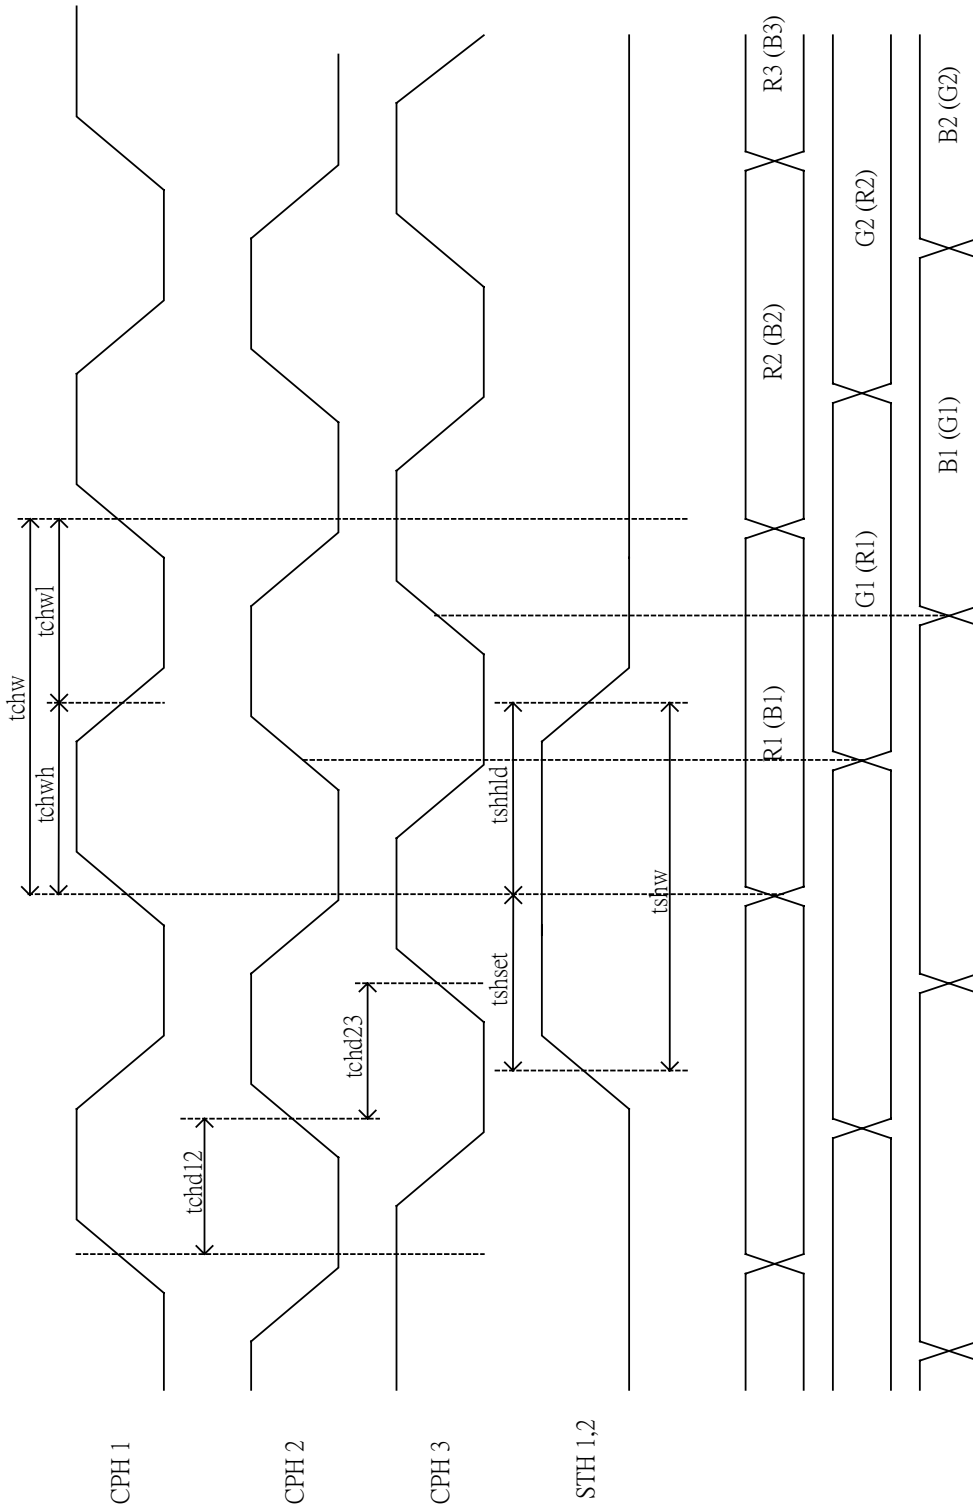 CPH 1
tchw
tchwh
tchwl
CPH 2
tchd12
CPH 3
tchd23
STH 1,2
tshset
tshhld
tshw
R1 (B1)
R2 (B2)
R3 (B3)
G1 (R1)
G2 (R2)
B1 (G1)
B2 (G2)